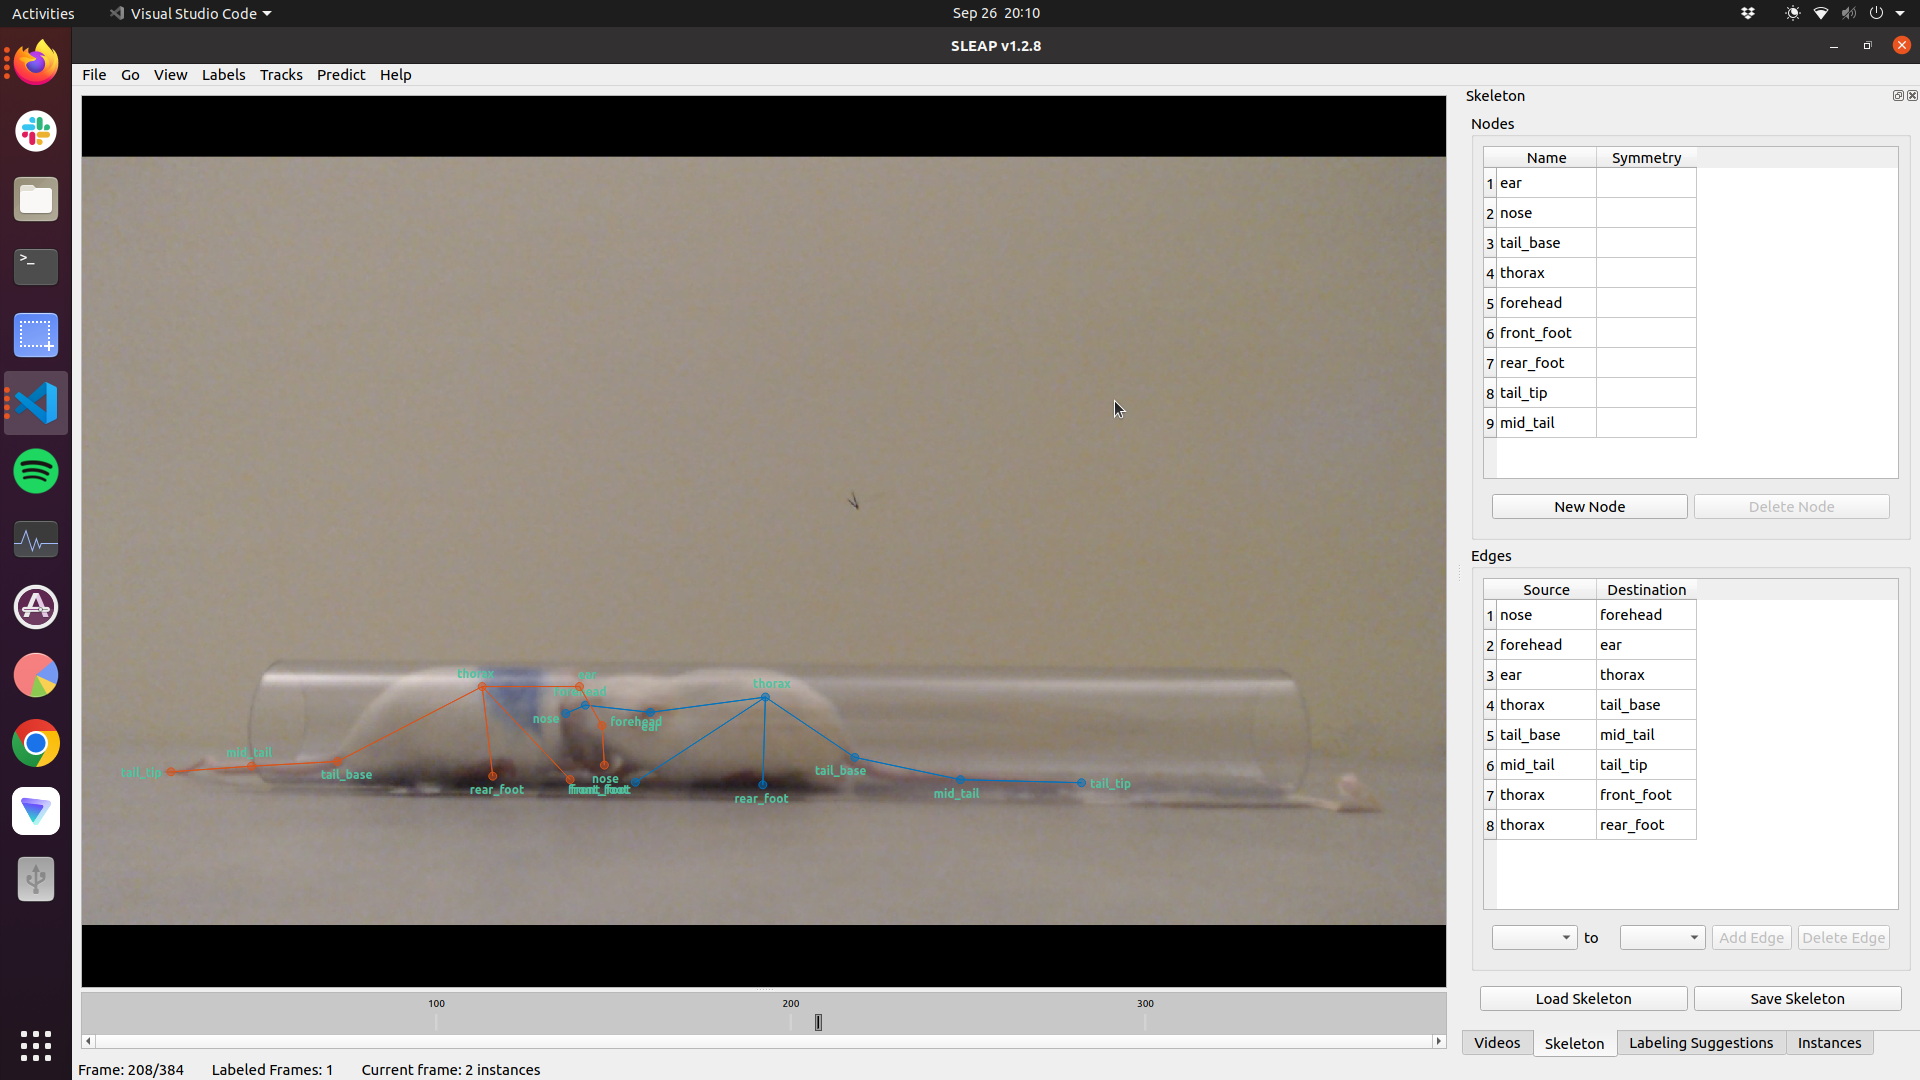 Activities
Visual Studio Code
Sep 26 20:10
SLEAP v1.2.8
File Go View Labels Tracks Predict Help
Skeleton
Nodes
Name Symmetry
1 ear
2 nose
3 tail_base
4 thorax
5 forehead
6 front_foot
7 rear_foot
8 tail_tip
9 mid_tail
New Node Delete Node
Edges
Source Destination
1 nose forehead
2 forehead ear
3 ear thorax
4 thorax tail_base
5 tail_base mid_tail
6 mid_tail tail_tip
7 thorax front_foot
8 thorax rear_foot
to Add Edge Delete Edge
Load Skeleton Save Skeleton
Videos Skeleton Labeling Suggestions Instances
thorax
ear
forehead
thorax
nose
forehead
ear
mid_tail
tail_tip
tail_base
nose
tail_base
rear_foot
front_foot
front_foot
rear_foot
mid_tail
tail_tip
100 200 300
Frame: 208/384 Labeled Frames: 1 Current frame: 2 instances